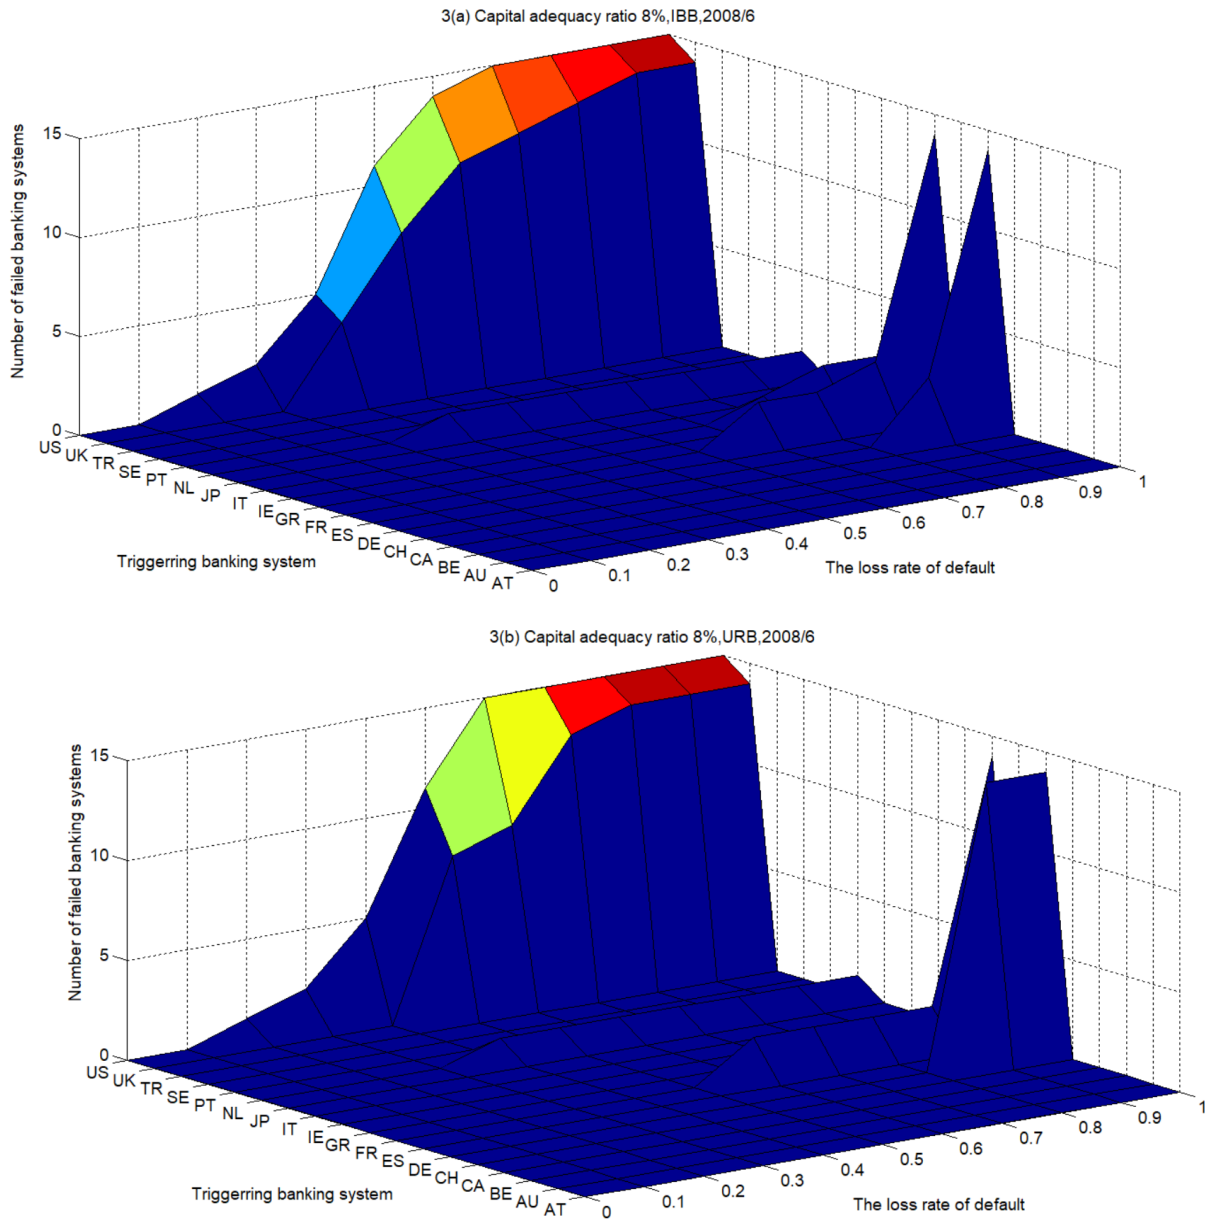 3(a) Capital adequacy ratio 8%,IBB,2008/6
Number of failed banking systems
15
10
5
0
US
UK
TR
SE
PT
NL
JP
IT
IE
GR
FR
ES
DE
CH
CA
BE
AU
AT
Triggerring banking system
0
0.1
0.2
0.3
0.4
0.5
0.6
0.7
0.8
0.9
1
The loss rate of default
3(b) Capital adequacy ratio 8%,URB,2008/6
Number of failed banking systems
15
10
5
0
US
UK
TR
SE
PT
NL
JP
IT
IE
GR
FR
ES
DE
CH
CA
BE
AU
AT
Triggerring banking system
0
0.1
0.2
0.3
0.4
0.5
0.6
0.7
0.8
0.9
1
The loss rate of default